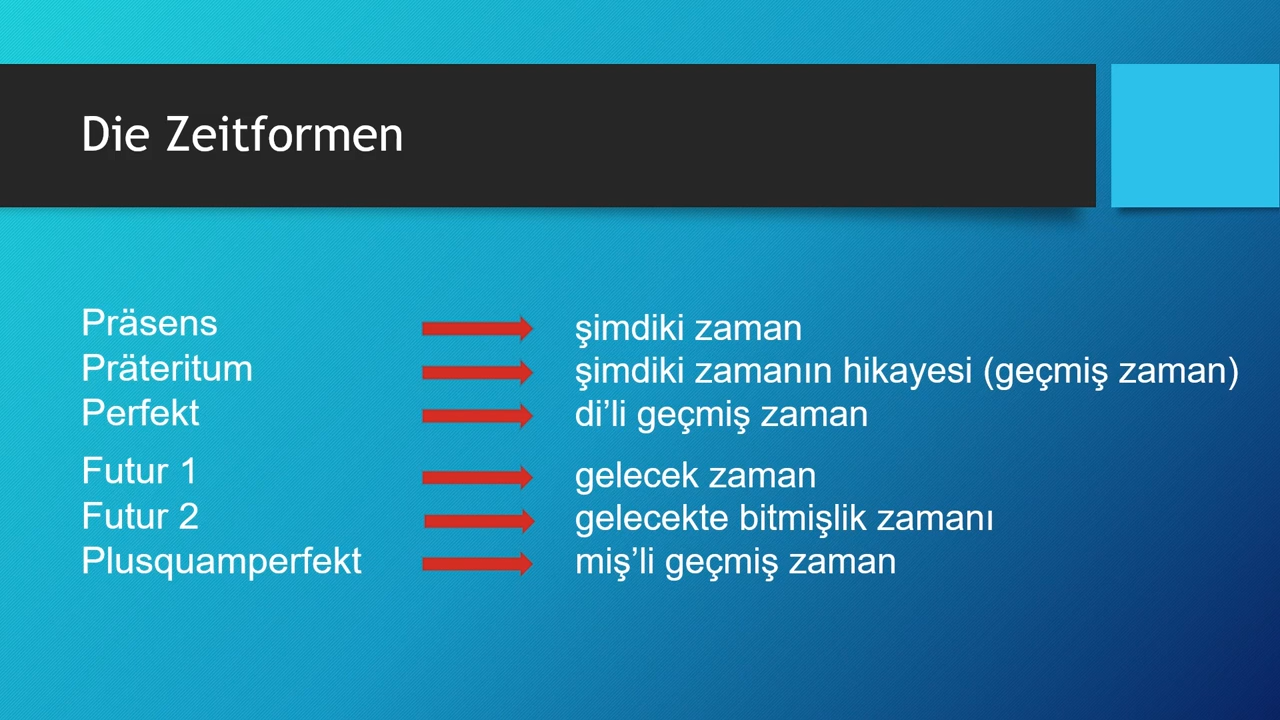 Die Zeitformen
Präsens şimdiki zaman
Präteritum şimdiki zamanın hikayesi (geçmiş zaman)
Perfekt di’li geçmiş zaman
Futur 1 gelecek zaman
Futur 2 gelecekte bitmişlik zamanı
Plusquamperfekt miş’li geçmiş zaman